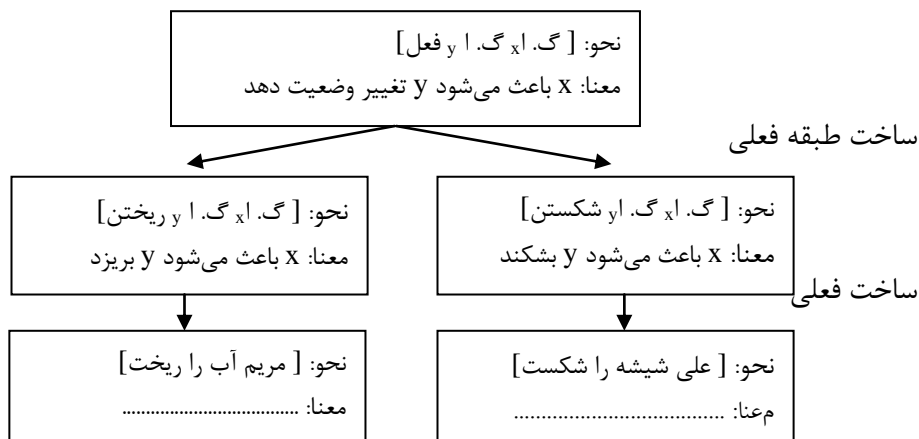 نحو: [ گ. اx گ. ا y فعل]
معنا: x باعث می‌شود y تغییر وضعیت دهد
ساخت طبقه فعلی
نحو: [ گ. اx گ. اy شکستن]
معنا: x باعث می‌شود y بشکند
نحو: [ گ. اx گ. ا y ریختن]
معنا: x باعث می‌شود y بریزد
ساخت فعلی
نحو: [ علی شیشه را شکست]
معنا: .....................................
نحو: [ مریم آب را ریخت]
معنا: .....................................